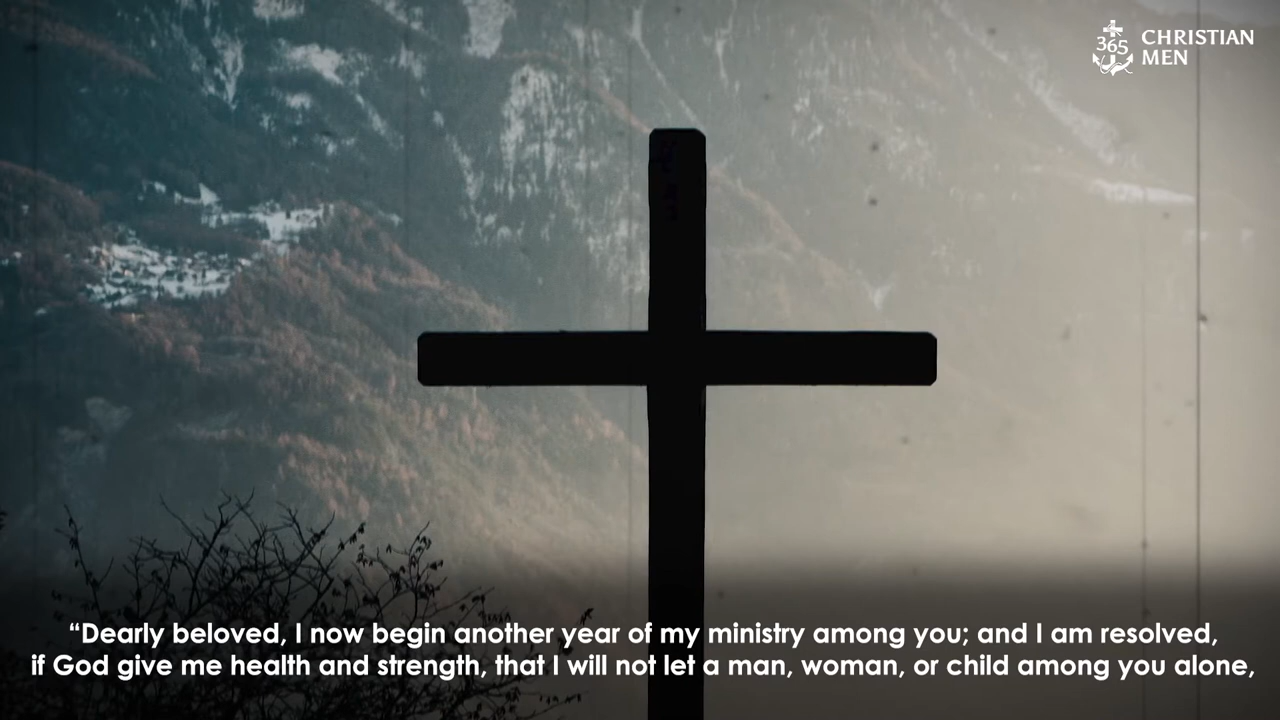 365
CHRISTIAN
MEN
“Dearly beloved, I now begin another year of my ministry among you; and I am resolved,
if God give me health and strength, that I will not let a man, woman, or child among you alone,